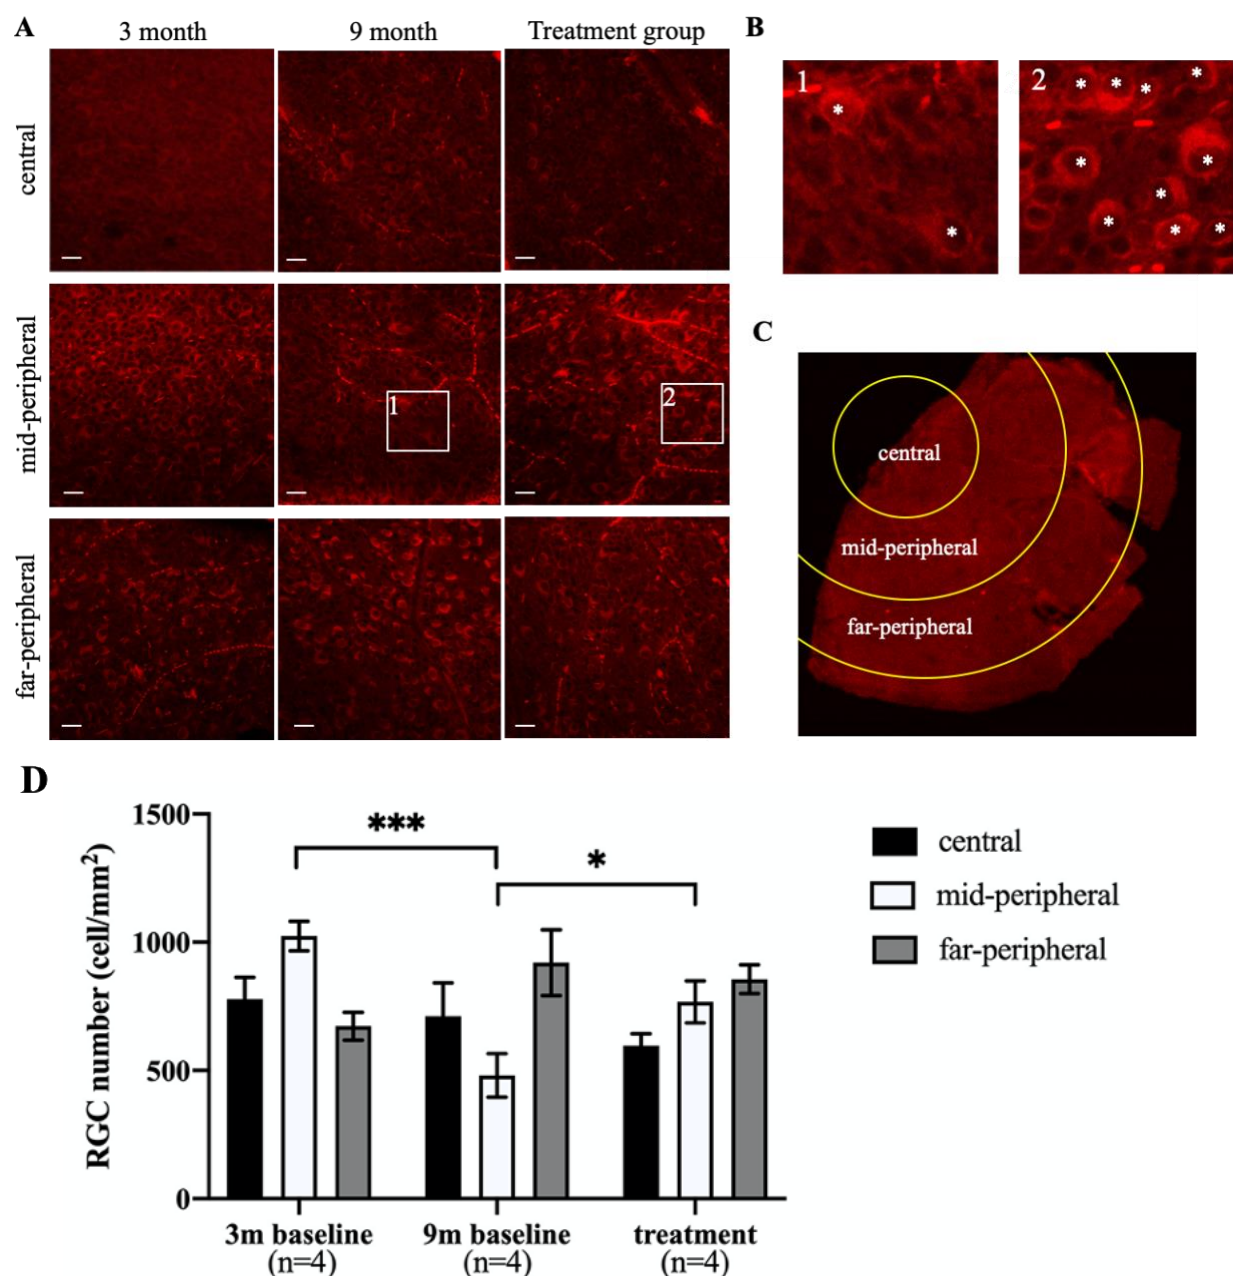 A
3 month
9 month
Treatment group
central
mid-peripheral
far-peripheral
1
2
B
1
*
*
2
* * * *
* *
*
* * *
C
central
mid-peripheral
far-peripheral
D
RGC number (cell/mm²)
1500
1000
500
0
***
*
3m baseline
(n=4)
9m baseline
(n=4)
treatment
(n=4)
central
mid-peripheral
far-peripheral